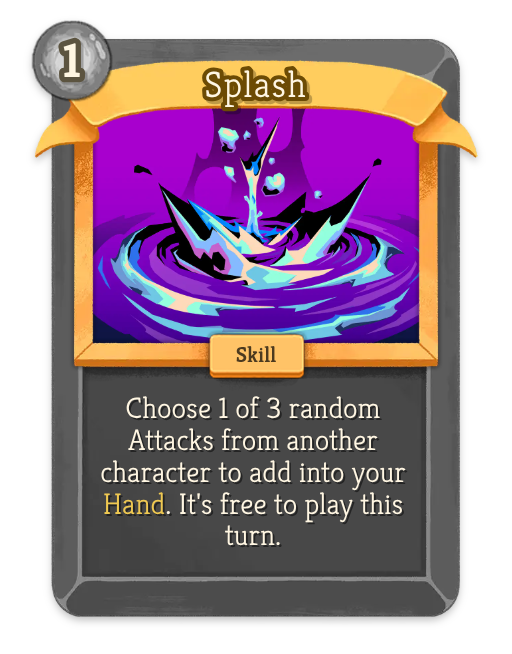 1
Splash
Skill
Choose 1 of 3 random
Attacks from another
character to add into your
Hand. It's free to play this
turn.